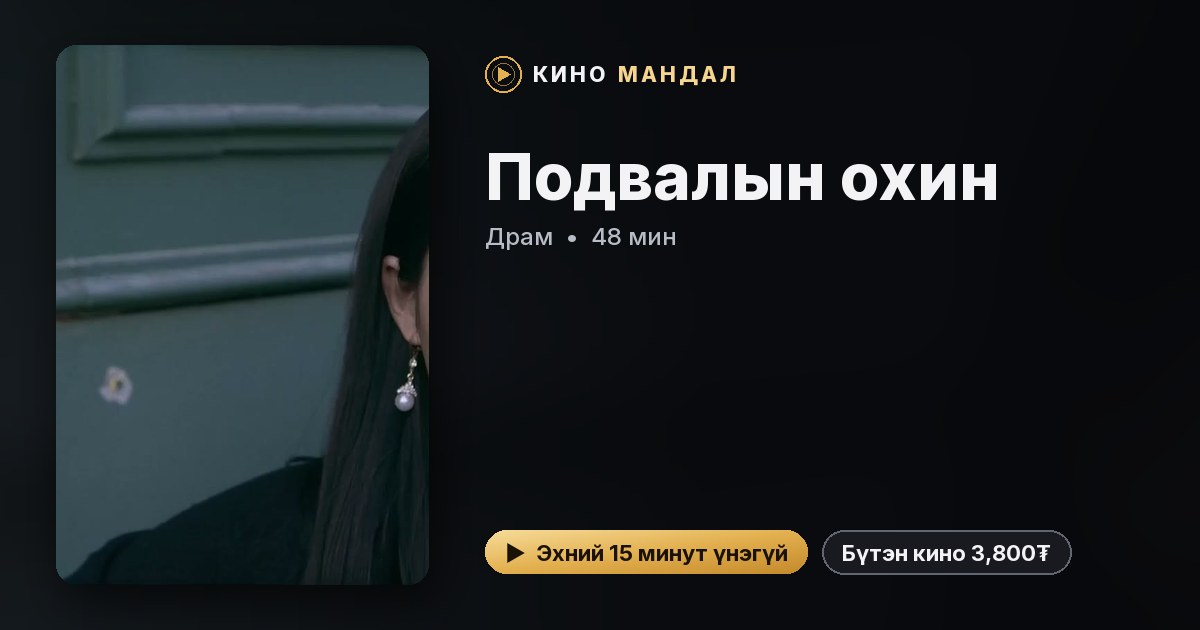 КИНО МАНДАЛ
Подвалын охин
Драм • 48 мин
Эхний 15 минут үнэгүй
Бүтэн кино 3,800₮